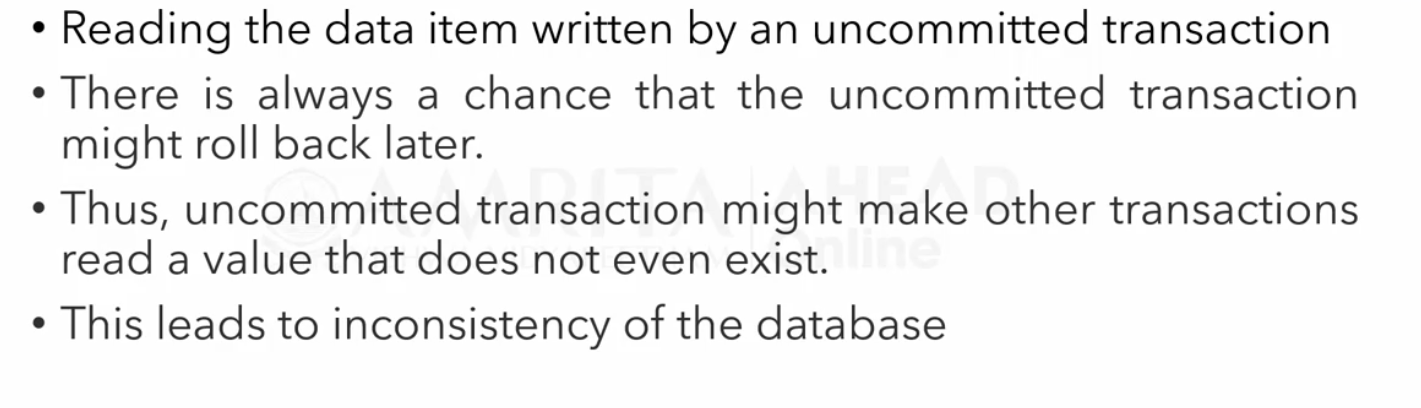 • Reading the data item written by an uncommitted transaction
• There is always a chance that the uncommitted transaction
might roll back later.
• Thus, uncommitted transaction might make other transactions
read a value that does not even exist.
• This leads to inconsistency of the database
AMRITA AHEAD
Online